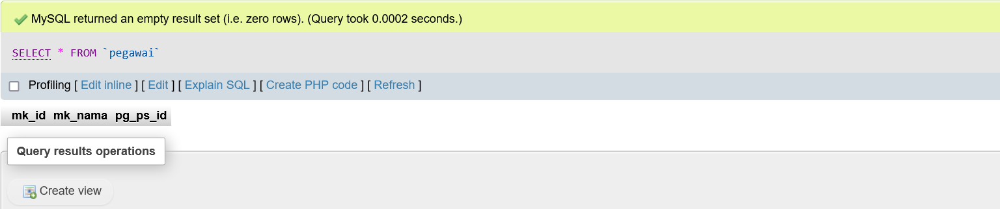 MySQL returned an empty result set (i.e. zero rows). (Query took 0.0002 seconds.)
SELECT * FROM `pegawai`
Profiling [ Edit inline ] [ Edit ] [ Explain SQL ] [ Create PHP code ] [ Refresh ]
mk_id mk_nama pg_ps_id
Query results operations
Create view